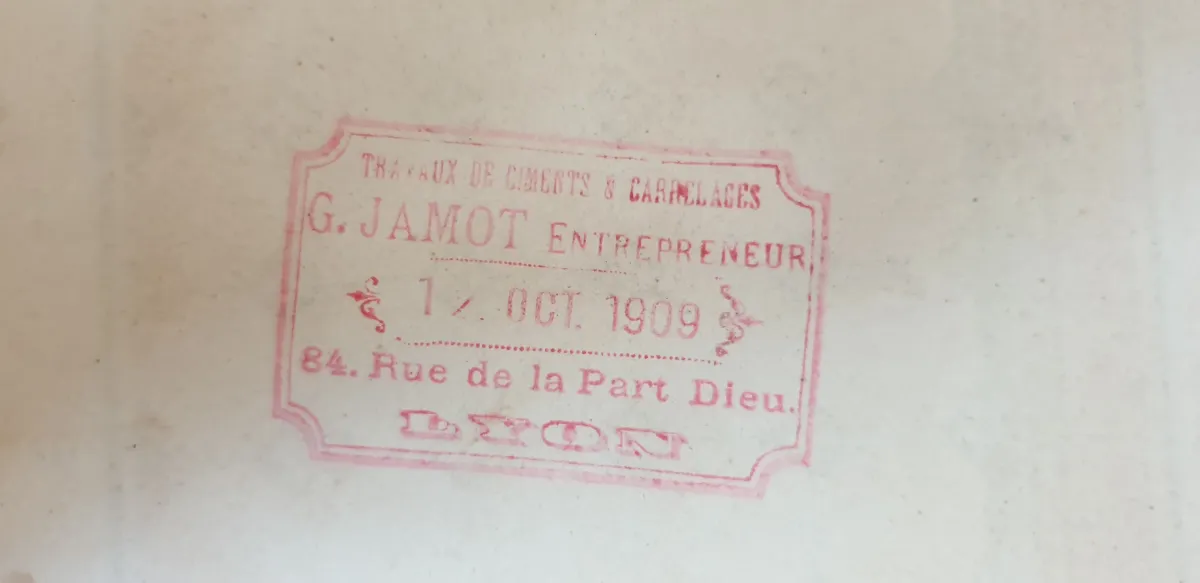 TRAVAUX DE CIMENTS & CARRELAGES
G. JAMOT ENTREPRENEUR
OCT. 1909
84. Rue de la Part Dieu.
LYON